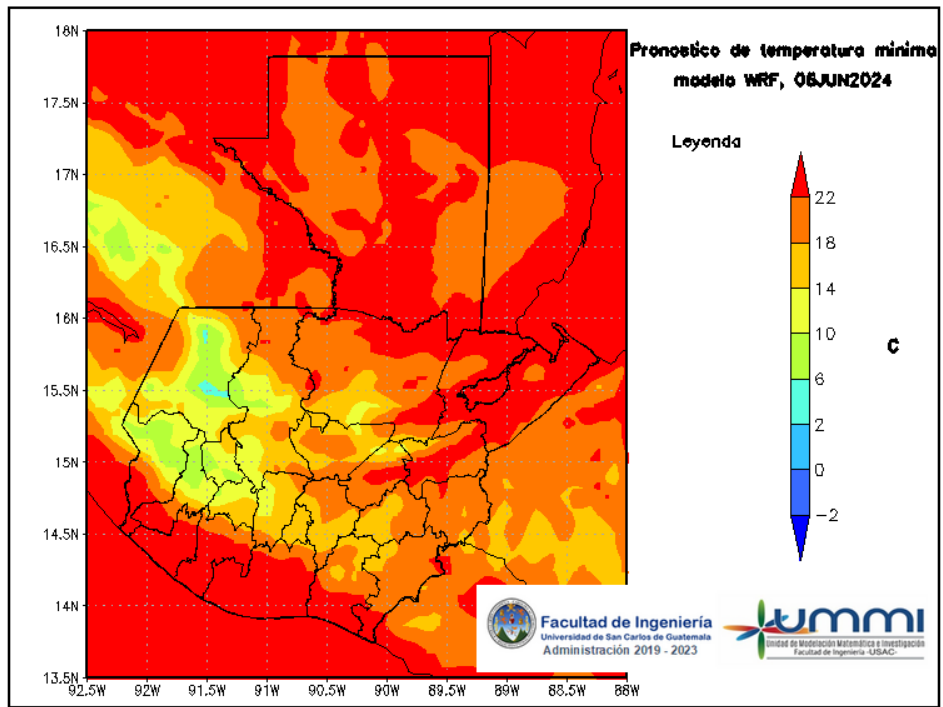 Pronostico de temperatura minima
modelo WRF, 06JUN2024
Leyenda
22
18
14
10
6
2
0
-2
C
18N
17.5N
17N
16.5N
16N
15.5N
15N
14.5N
14N
13.5N
92.5W
92W
91.5W
91W
90.5W
90W
89.5W
89W
88.5W
88W
Facultad de Ingeniería
Universidad de San Carlos de Guatemala
Administración 2019 - 2023
UMMI
Unidad de Modelación Matemática e Investigación
Facultad de Ingeniería -USAC-